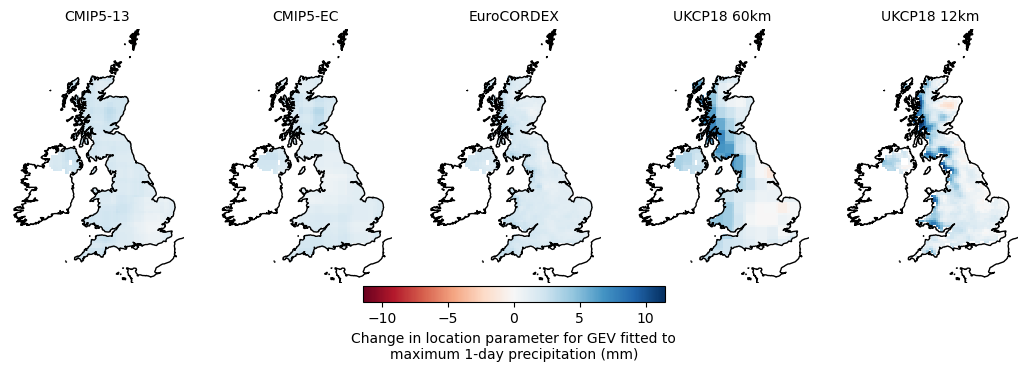 CMIP5-13
CMIP5-EC
EuroCORDEX
UKCP18 60km
UKCP18 12km
−10
−5
0
5
10
Change in location parameter for GEV fitted to
maximum 1-day precipitation (mm)